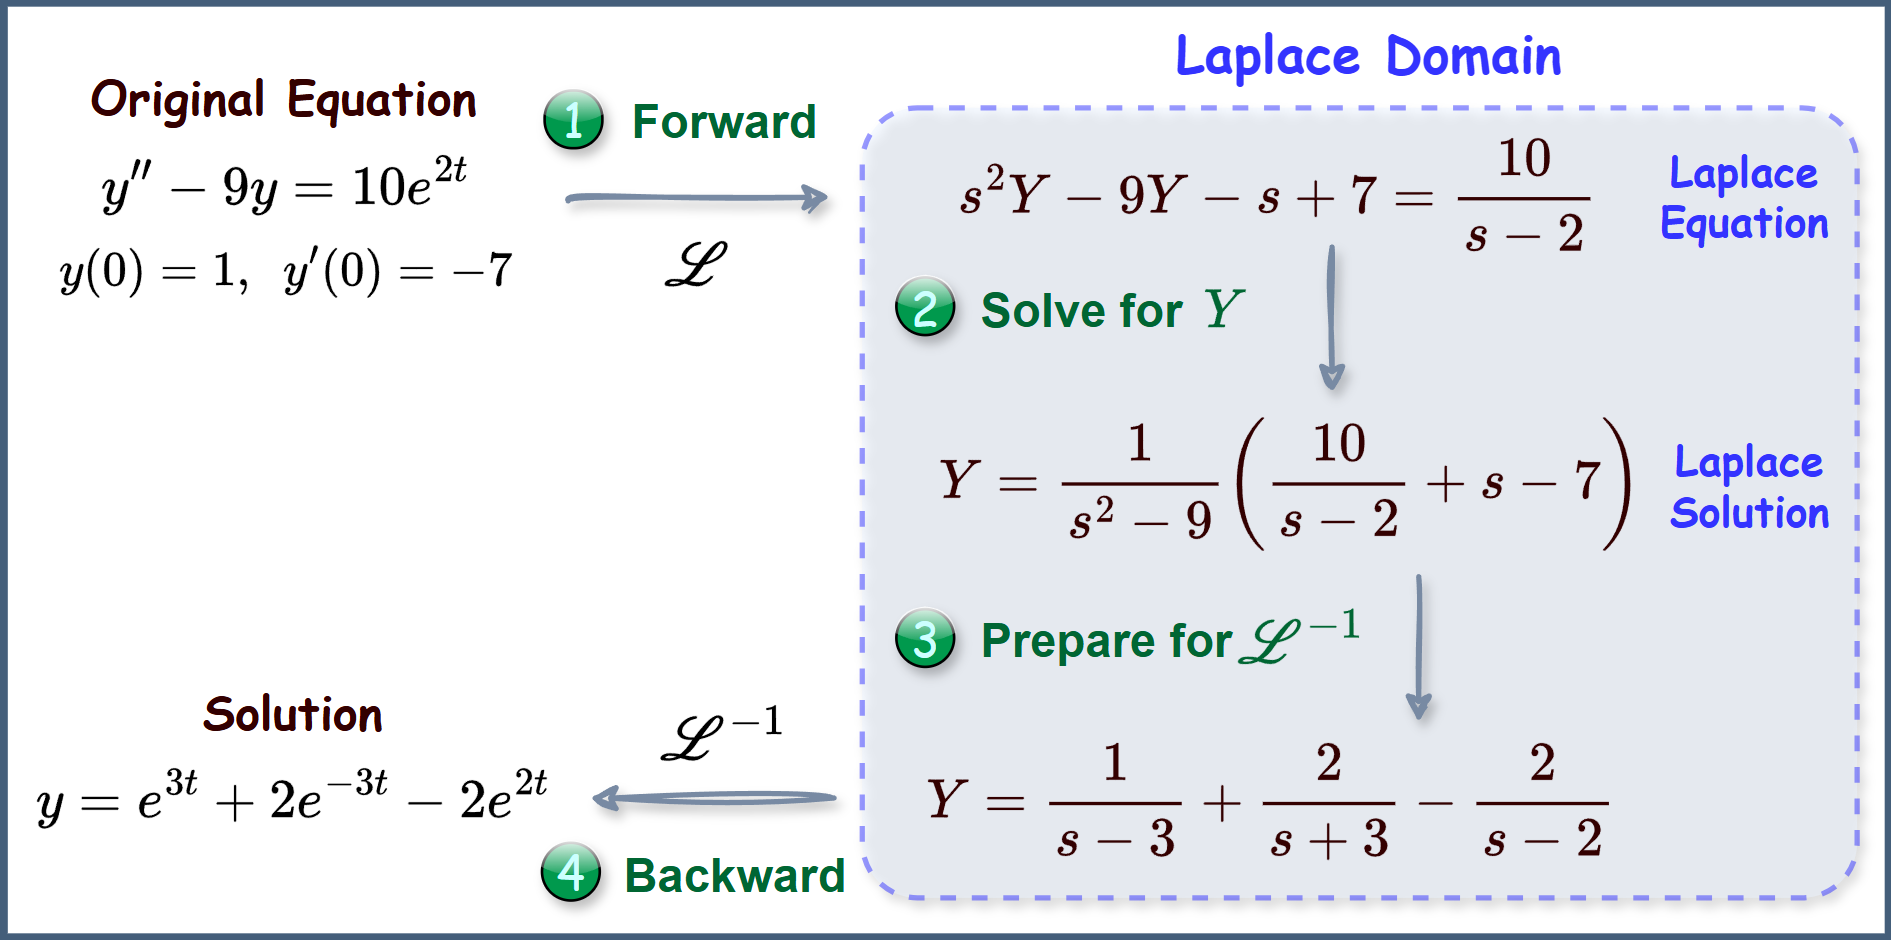 Laplace Domain
Original Equation
y'' − 9y = 10e^{2t}
y(0) = 1, y'(0) = −7
1 Forward
ℒ
s^2Y − 9Y − s + 7 = \frac{10}{s − 2}
Laplace
Equation
2 Solve for Y
Y = \frac{1}{s^2 − 9} \left( \frac{10}{s − 2} + s − 7 \right)
Laplace
Solution
3 Prepare for ℒ^{−1}
Y = \frac{1}{s − 3} + \frac{2}{s + 3} − \frac{2}{s − 2}
ℒ^{−1}
4 Backward
Solution
y = e^{3t} + 2e^{−3t} − 2e^{2t}